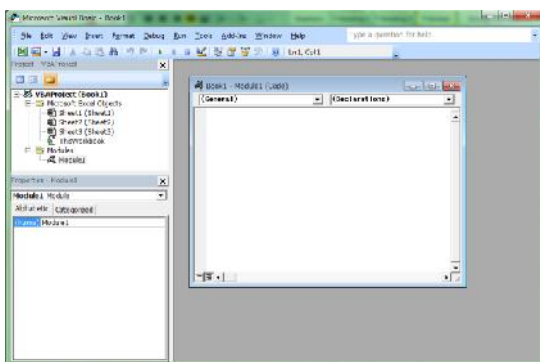 Microsoft Visual Basic - Book1
File Edit View Insert Format Debug Run Tools Add-Ins Window Help
Type a question for help
Ln 1, Col 1
Project - VBAProject
VBAProject (Book1)
Microsoft Excel Objects
Sheet1 (Sheet1)
Sheet2 (Sheet2)
Sheet3 (Sheet3)
ThisWorkbook
Modules
Module1
Book1 - Module1 (Code)
(General)
(Declarations)
Properties - Module1
Module1 Module
Alphabetic Categorized
(Name) Module1